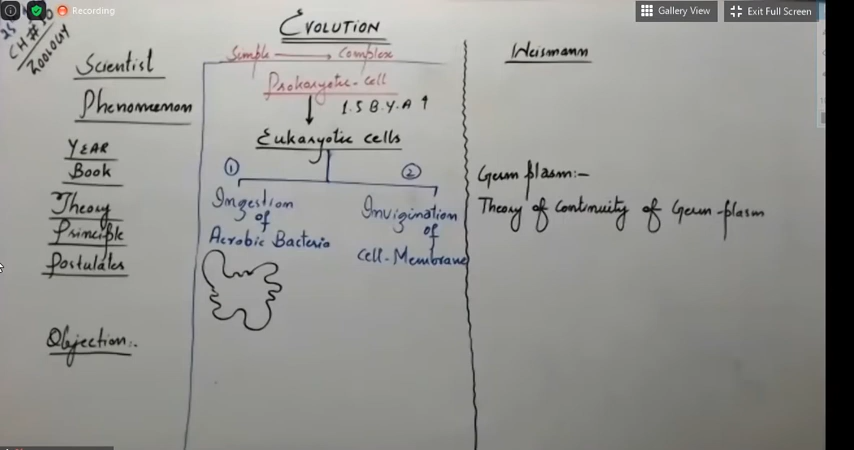 Recording
Gallery View
Exit Full Screen
25
CH #
ZOOLOGY
EVOLUTION
Simple → Complex
Prokaryotic-cell
1.5 B.Y.A ↑
Eukaryotic cells
① ②
Ingestion
of
Aerobic Bacteria
Invigination
of
Cell-Membrane
Scientist
Phenomenon
YEAR
Book
Theory
Principle
Postulates
Objection:-
Weismann
Germ plasm:-
Theory of Continuity of Germ-plasm